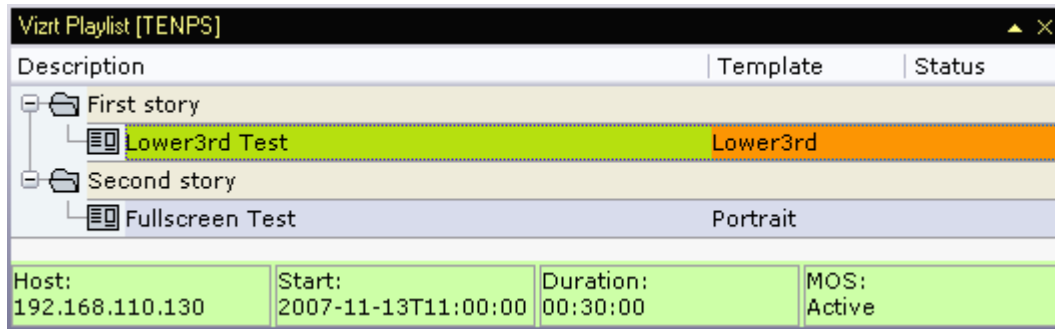 Vizrt Playlist [TENPS]
Description Template Status
First story
Lower3rd Test Lower3rd
Second story
Fullscreen Test Portrait
Host: Start: Duration: MOS:
192.168.110.130 2007-11-13T11:00:00 00:30:00 Active